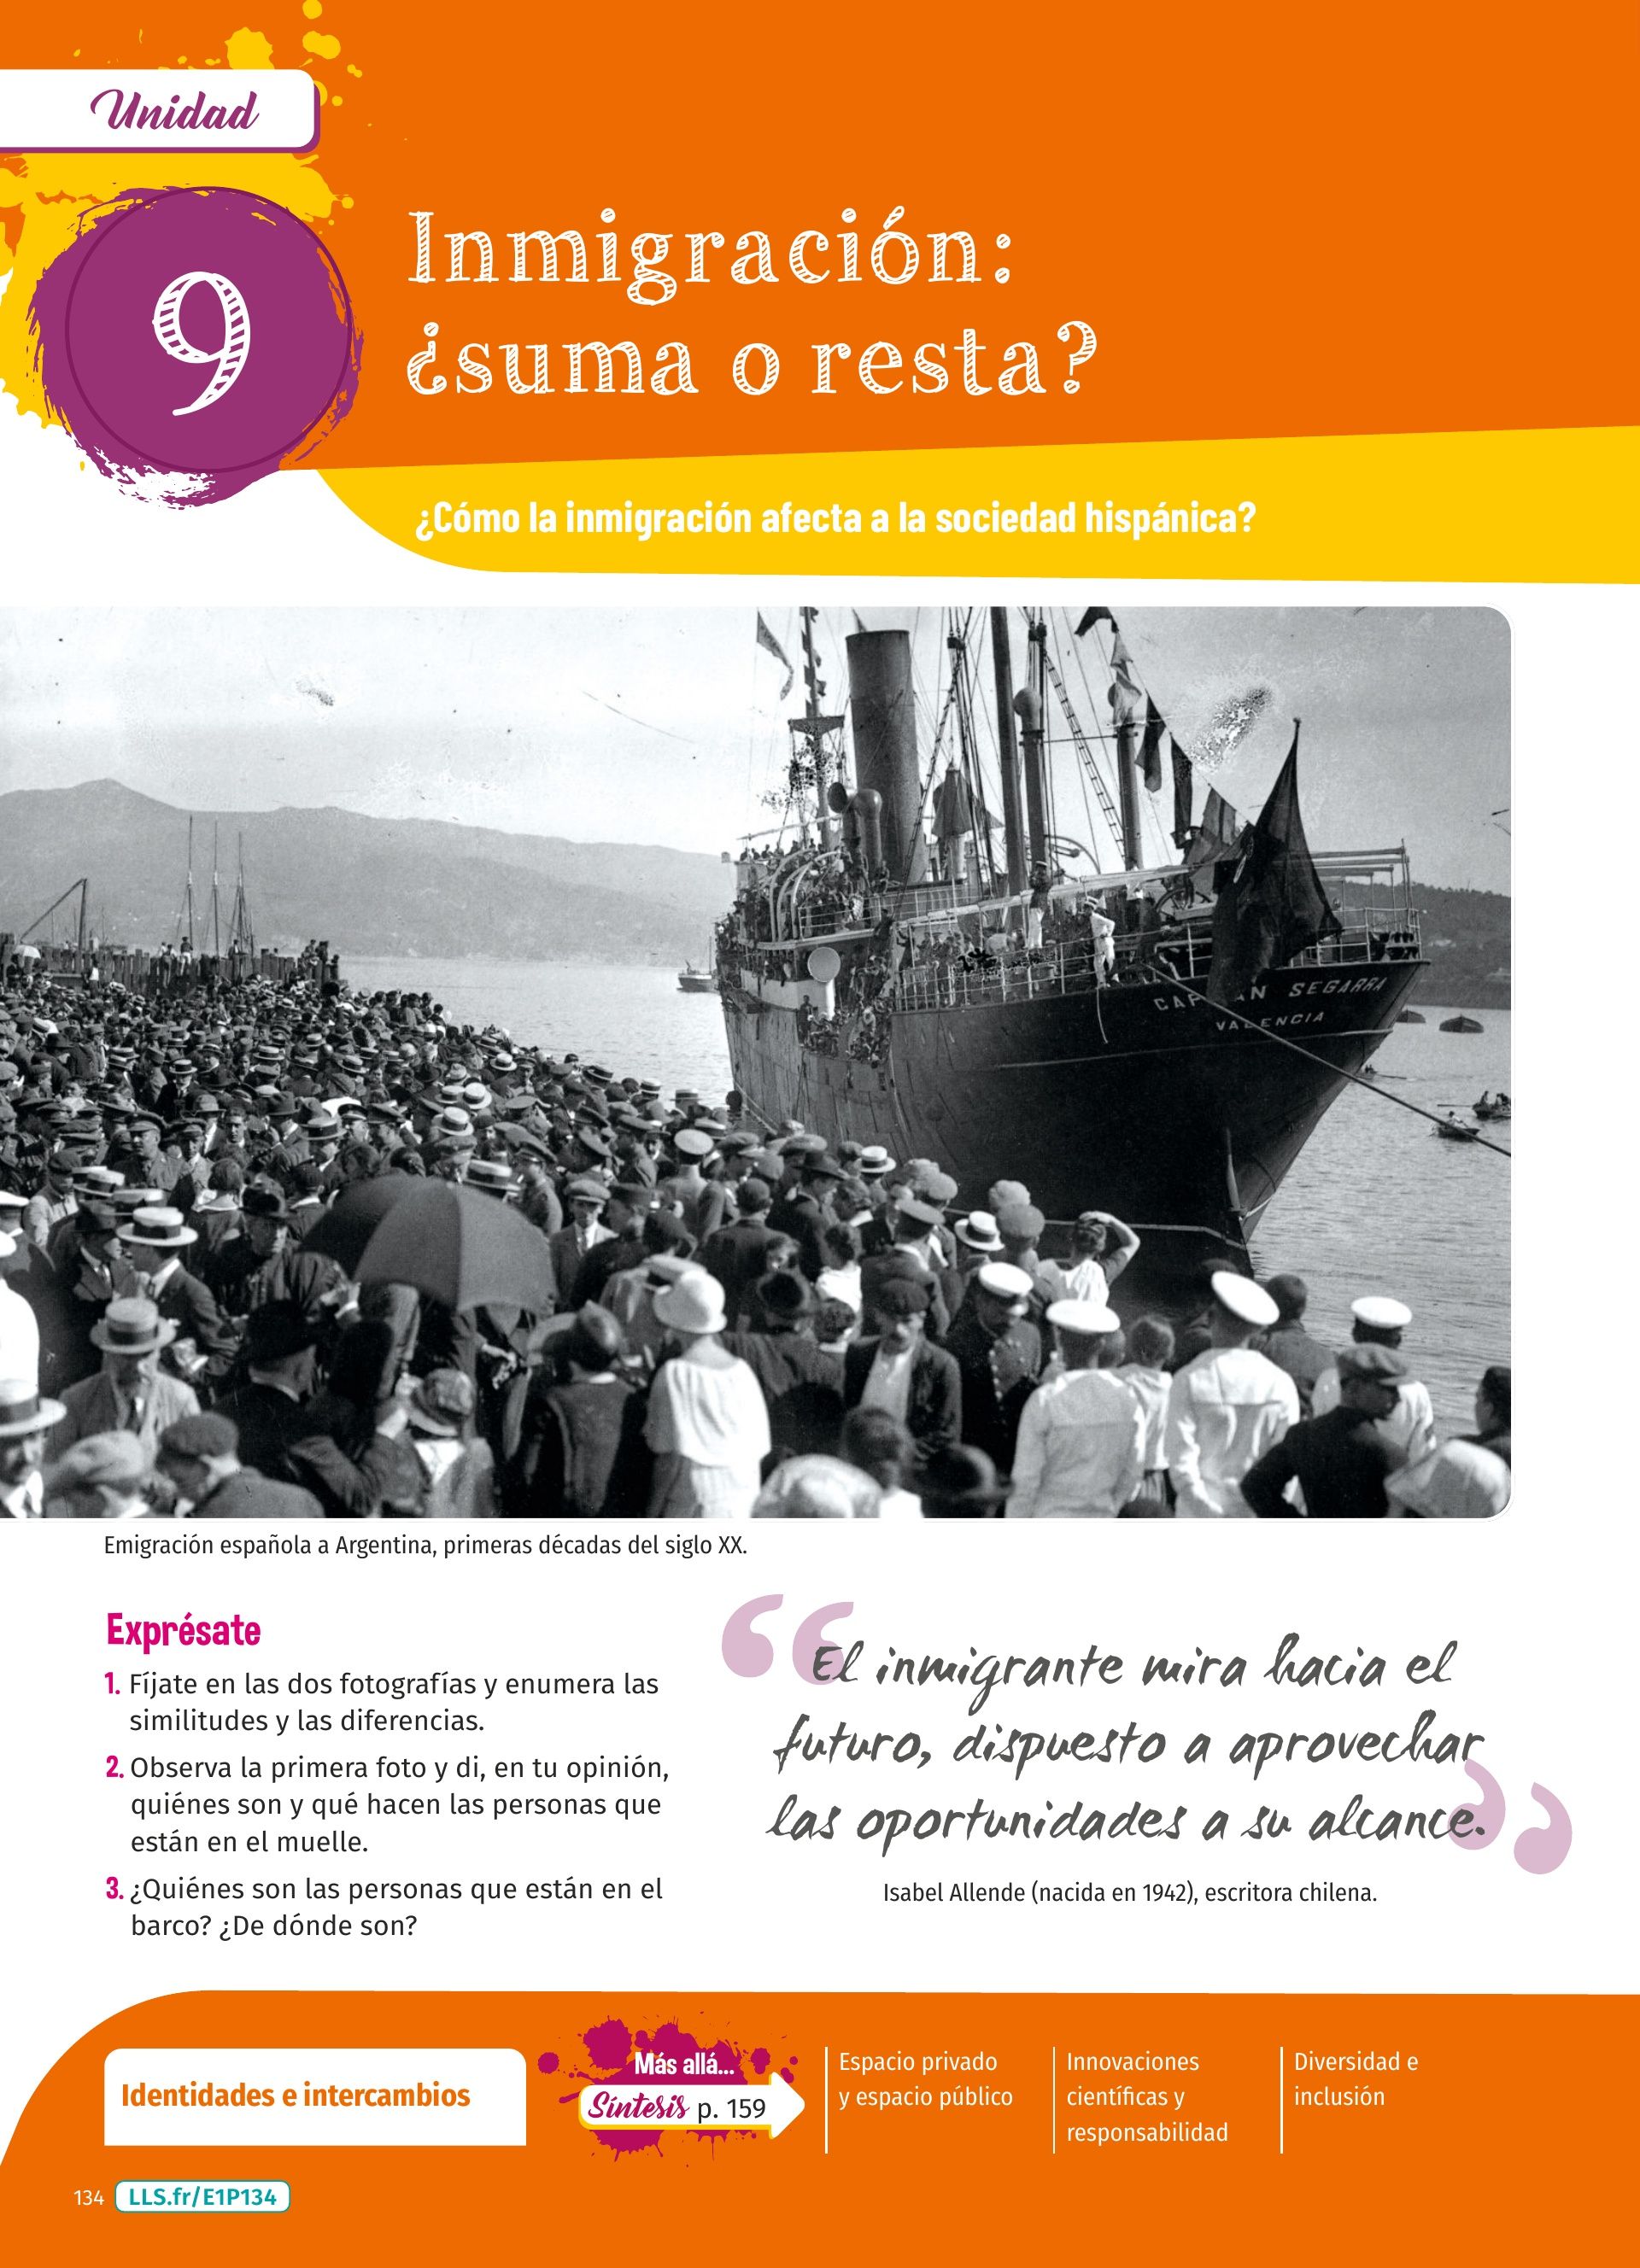 Unidad
9
Inmigración:
¿suma o resta?
¿Cómo la inmigración afecta a la sociedad hispánica?
SEGARRA
VALENCIA
Emigración española a Argentina, primeras décadas del siglo XX.
Exprésate
1. Fíjate en las dos fotografías y enumera las
similitudes y las diferencias.
2. Observa la primera foto y di, en tu opinión,
quiénes son y qué hacen las personas que
están en el muelle.
3. ¿Quiénes son las personas que están en el
barco? ¿De dónde son?
“El inmigrante mira hacia el
futuro, dispuesto a aprovechar
las oportunidades a su alcance.”
Isabel Allende (nacida en 1942), escritora chilena.
Identidades e intercambios
Más allá...
Síntesis p. 159
Espacio privado
y espacio público
Innovaciones
científicas y
responsabilidad
Diversidad e
inclusión
134 LLS.fr/E1P134